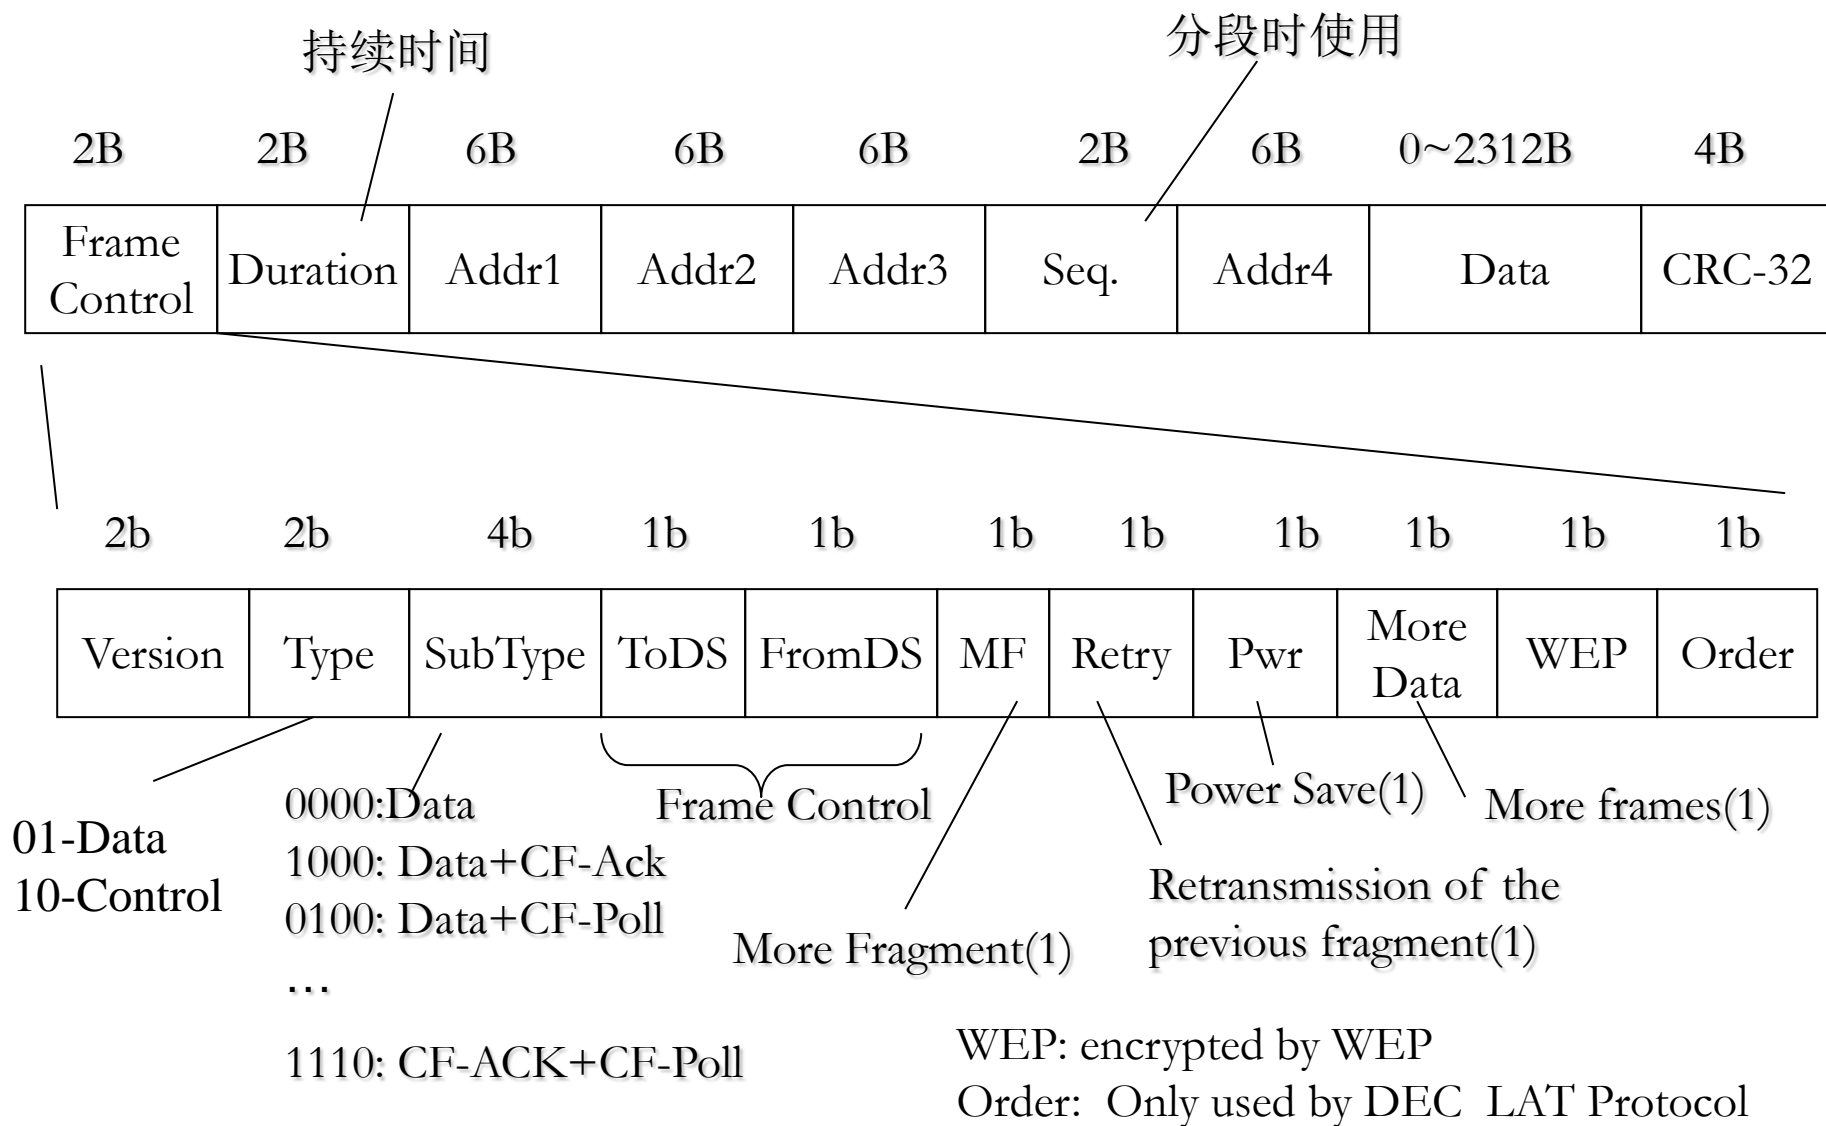 持续时间
分段时使用
2B 2B 6B 6B 6B 2B 6B 0~2312B 4B
Frame Control Duration Addr1 Addr2 Addr3 Seq. Addr4 Data CRC-32
2b 2b 4b 1b 1b 1b 1b 1b 1b 1b 1b
Version Type SubType ToDS FromDS MF Retry Pwr More Data WEP Order
01-Data
10-Control
0000:Data
1000: Data+CF-Ack
0100: Data+CF-Poll
…
1110: CF-ACK+CF-Poll
Frame Control
More Fragment(1)
Power Save(1)
Retransmission of the
previous fragment(1)
More frames(1)
WEP: encrypted by WEP
Order: Only used by DEC LAT Protocol